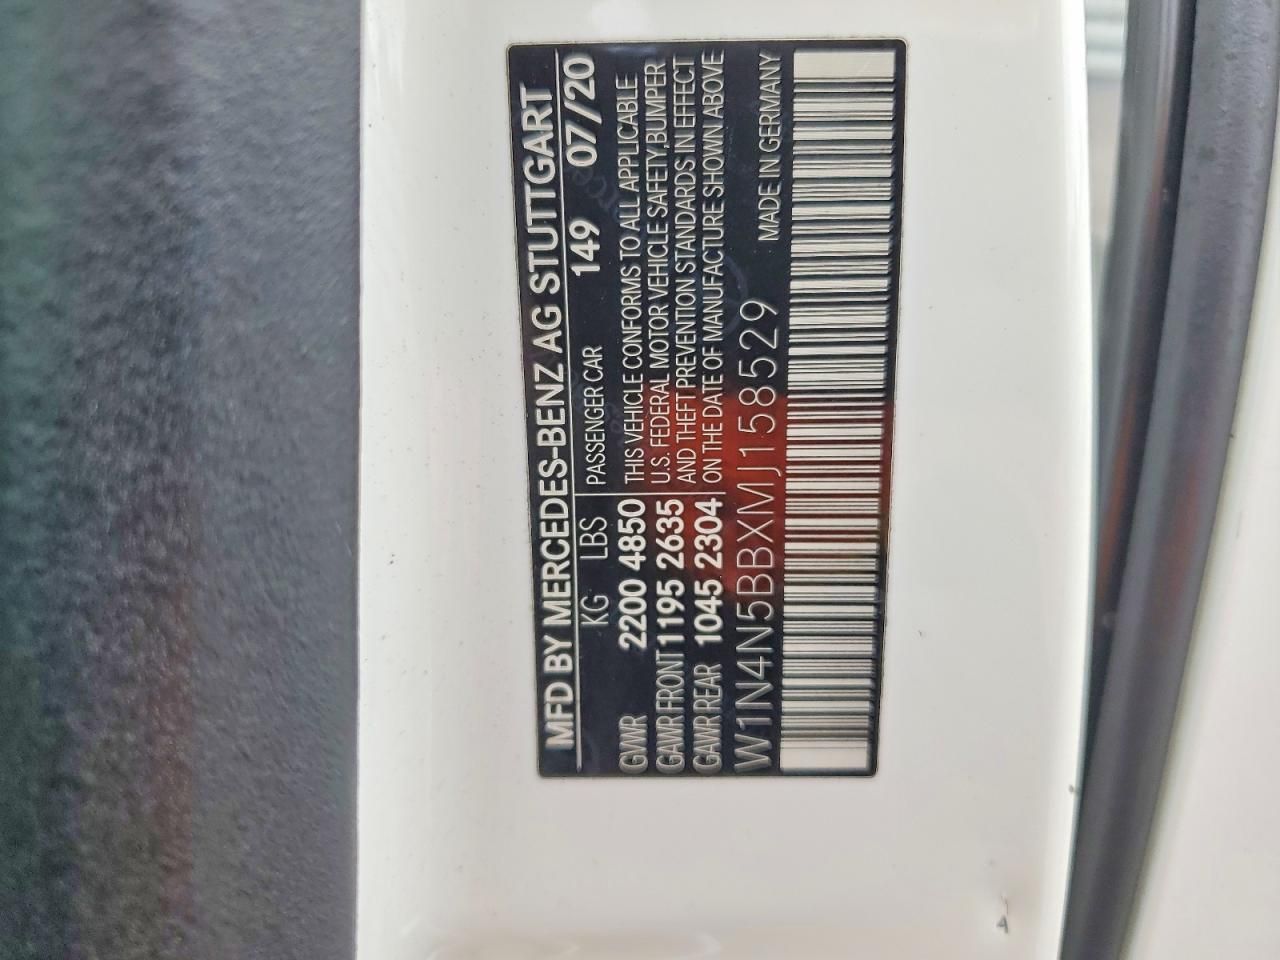 MFD BY MERCEDES-BENZ AG STUTTGART
KG LBS PASSENGER CAR 149 07/20
GVWR 2200 4850 THIS VEHICLE CONFORMS TO ALL APPLICABLE
GAWR FRONT 1195 2635 U.S. FEDERAL MOTOR VEHICLE SAFETY,BUMPER
AND THEFT PREVENTION STANDARDS IN EFFECT
GAWR REAR 1045 2304 ON THE DATE OF MANUFACTURE SHOWN ABOVE
W1N4N5BBXMJ158529 MADE IN GERMANY